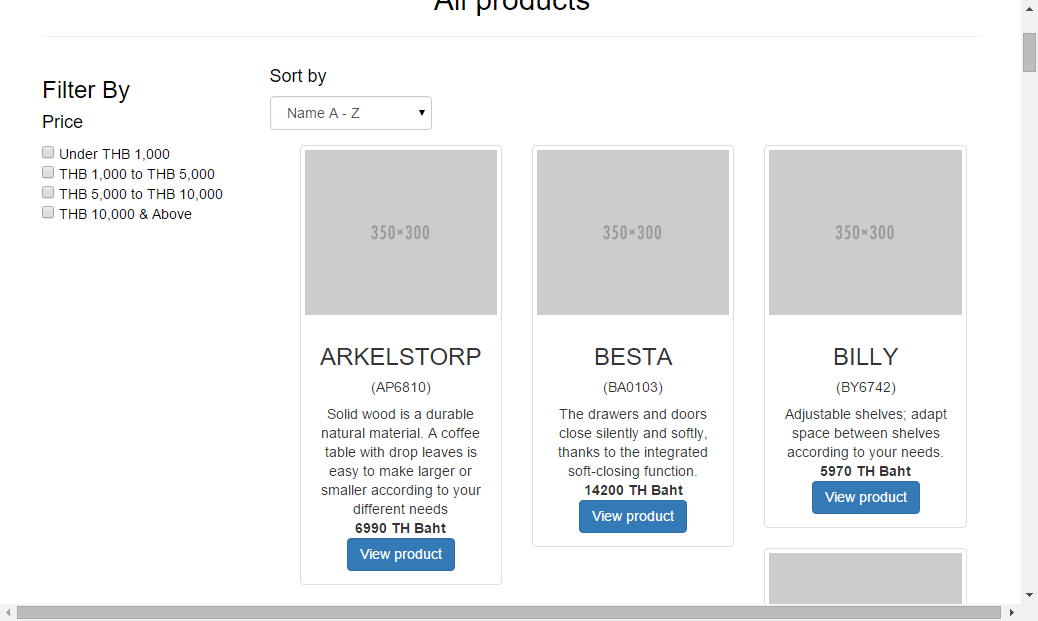 All products
Filter By
Price
Under THB 1,000
THB 1,000 to THB 5,000
THB 5,000 to THB 10,000
THB 10,000 & Above
Sort by
Name A - Z
350×300
ARKELSTORP
(AP6810)
Solid wood is a durable
natural material. A coffee
table with drop leaves is
easy to make larger or
smaller according to your
different needs
6990 TH Baht
View product
350×300
BESTA
(BA0103)
The drawers and doors
close silently and softly,
thanks to the integrated
soft-closing function.
14200 TH Baht
View product
350×300
BILLY
(BY6742)
Adjustable shelves; adapt
space between shelves
according to your needs.
5970 TH Baht
View product